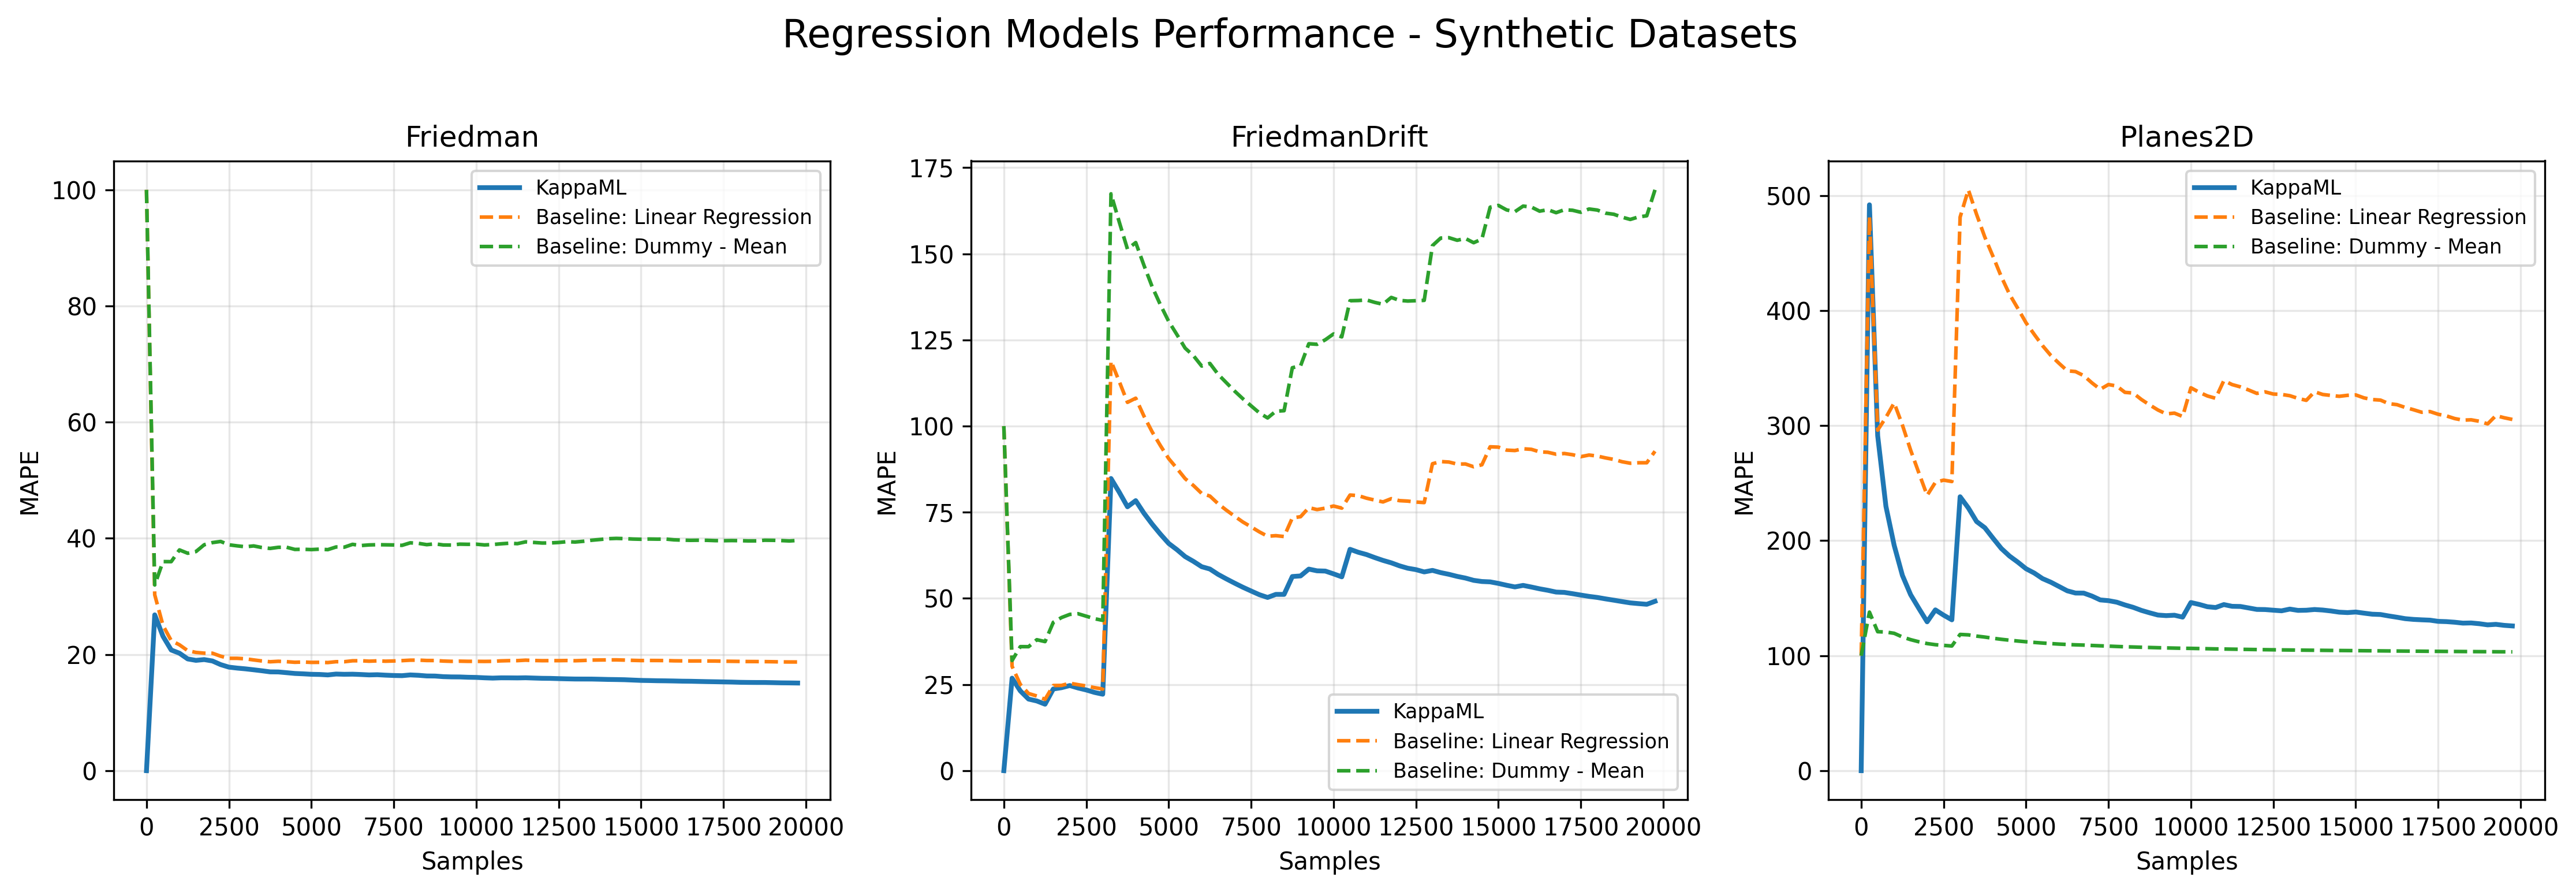 Regression Models Performance - Synthetic Datasets
Friedman
MAPE
100
80
60
40
20
0
KappaML
Baseline: Linear Regression
Baseline: Dummy - Mean
0 2500 5000 7500 10000 12500 15000 17500 20000
Samples
FriedmanDrift
MAPE
175
150
125
100
75
50
25
0
KappaML
Baseline: Linear Regression
Baseline: Dummy - Mean
0 2500 5000 7500 10000 12500 15000 17500 20000
Samples
Planes2D
MAPE
500
400
300
200
100
0
KappaML
Baseline: Linear Regression
Baseline: Dummy - Mean
0 2500 5000 7500 10000 12500 15000 17500 20000
Samples